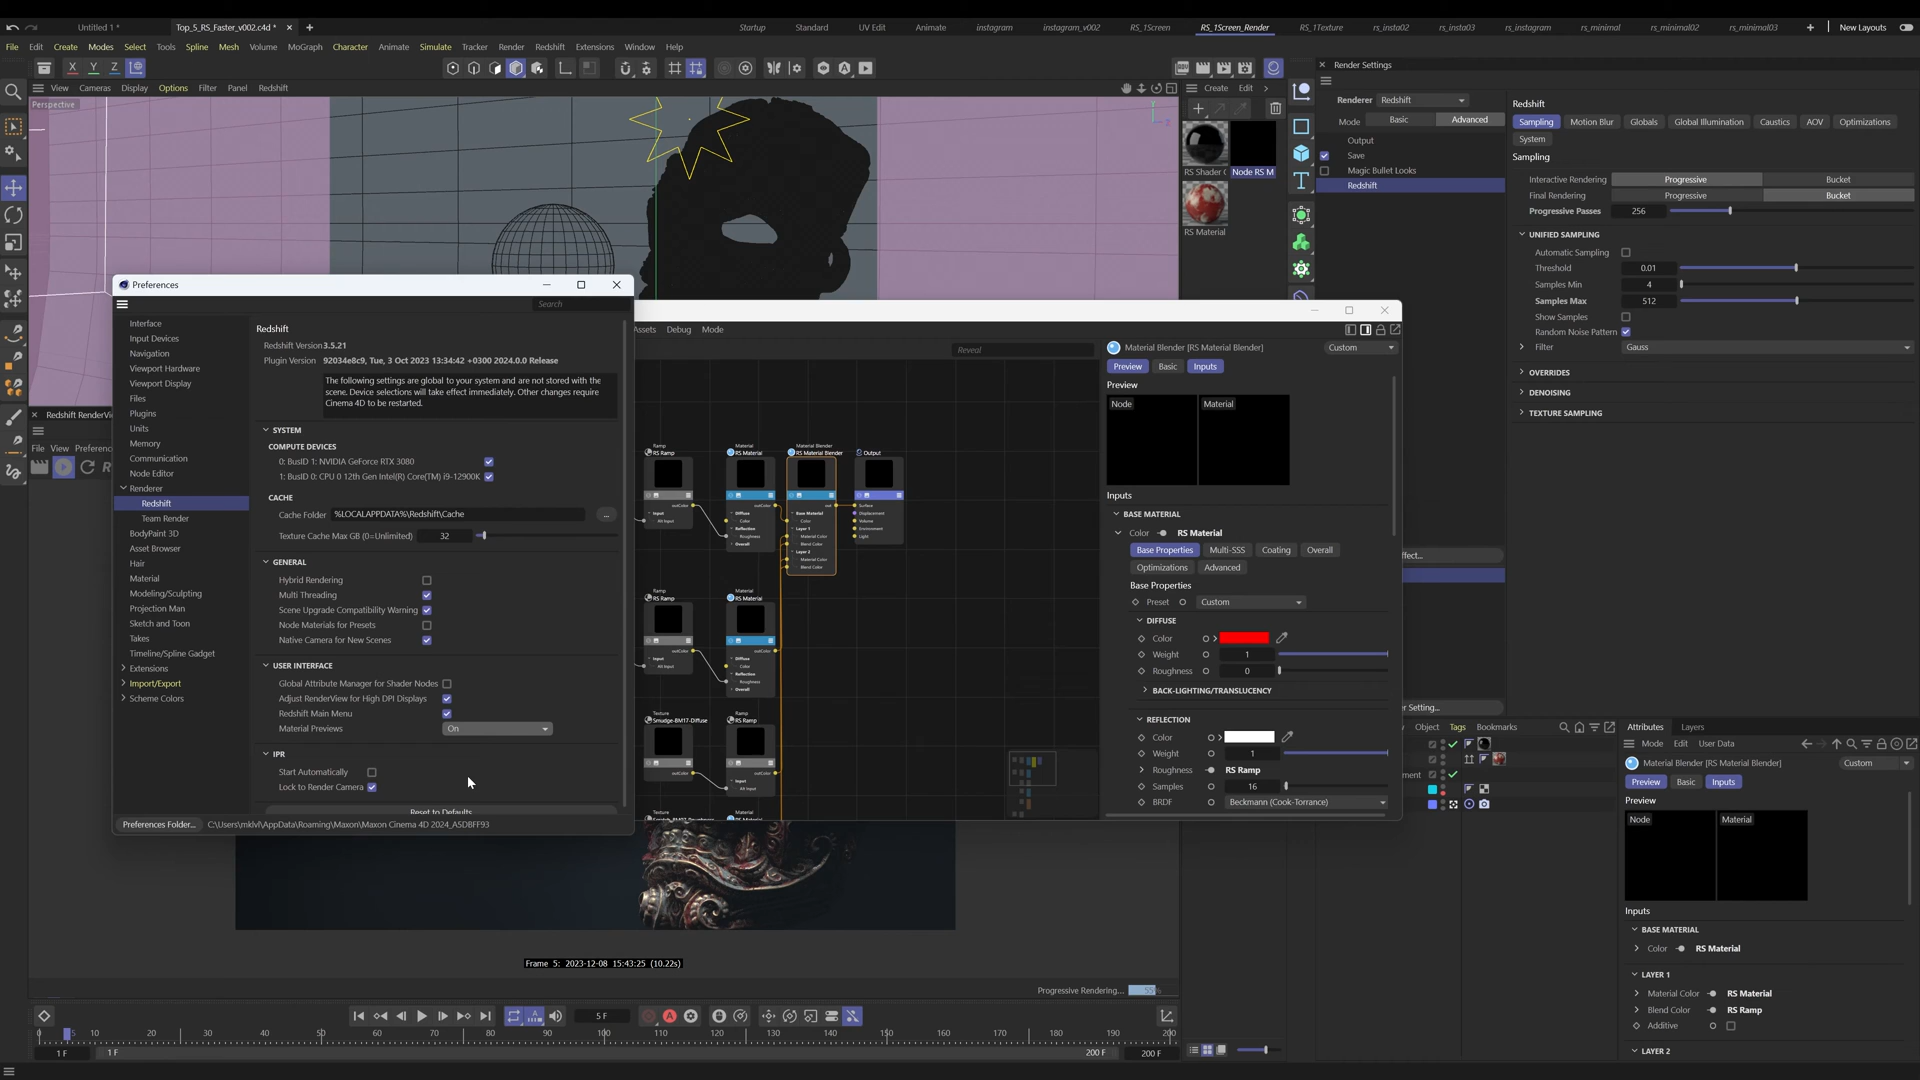 Untitled 1 *
Top_5_RS_Faster_v002.c4d *
Startup
Standard
UV Edit
Animate
instagram
instagram_v002
RS_1Screen
RS_1Screen_Render
RS_1Texture
rs_insta02
rs_insta03
rs_instagram
rs_minimal
rs_minimal02
rs_minimal03
New Layouts
File Edit Create Modes Select Tools Spline Mesh Volume MoGraph Character Animate Simulate Tracker Render Redshift Extensions Window Help
X Y Z
View Cameras Display Options Filter Panel Redshift
Perspective
Create Edit
RS Shader
Node RS M
RS Material
Render Settings
Renderer Redshift
Mode Basic Advanced
Output
Save
Magic Bullet Looks
Redshift
Redshift
Sampling Motion Blur Globals Global Illumination Caustics AOV Optimizations
System
Sampling
Interactive Rendering Progressive Bucket
Final Rendering Progressive Bucket
Progressive Passes 256
UNIFIED SAMPLING
Automatic Sampling
Threshold 0.01
Samples Min 4
Samples Max 512
Show Samples
Random Noise Pattern
Filter Gauss
OVERRIDES
DENOISING
TEXTURE SAMPLING
Preferences
Search
Interface
Input Devices
Navigation
Viewport Hardware
Viewport Display
Files
Plugins
Units
Memory
Communication
Node Editor
Renderer
Redshift
Team Render
BodyPaint 3D
Asset Browser
Hair
Material
Modeling/Sculpting
Projection Man
Sketch and Toon
Takes
Timeline/Spline Gadget
Extensions
Import/Export
Scheme Colors
Redshift
Redshift Version 3.5.21
Plugin Version 92034e8c9, Tue, 3 Oct 2023 13:34:42 +0300 2024.0.0 Release
The following settings are global to your system and are not stored with the
scene. Device selections will take effect immediately. Other changes require
Cinema 4D to be restarted.
SYSTEM
COMPUTE DEVICES
0: BusID 1: NVIDIA GeForce RTX 3080
1: BusID 0: CPU 0 12th Gen Intel(R) Core(TM) i9-12900K
CACHE
Cache Folder %LOCALAPPDATA%\Redshift\Cache ...
Texture Cache Max GB (0=Unlimited) 32
GENERAL
Hybrid Rendering
Multi Threading
Scene Upgrade Compatibility Warning
Node Materials for Presets
Native Camera for New Scenes
USER INTERFACE
Global Attribute Manager for Shader Nodes
Adjust RenderView for High DPI Displays
Redshift Main Menu
Material Previews On
IPR
Start Automatically
Lock to Render Camera
Reset to Defaults
Preferences Folder... C:\Users\mklvl\AppData\Roaming\Maxon\Maxon Cinema 4D 2024_A5DBFF93
Redshift RenderVi
File View Preferenc
ssets Debug Mode
Reveal
Ramp
RS Ramp
Material
RS Material
Material Blender
RS Material Blender
Output
Smudge-BM17-Diffuse
Material Blender [RS Material Blender] Custom
Preview Basic Inputs
Preview
Node Material
Inputs
BASE MATERIAL
Color RS Material
Base Properties Multi-SSS Coating Overall
Optimizations Advanced
Base Properties
Preset Custom
DIFFUSE
Color
Weight 1
Roughness 0
BACK-LIGHTING/TRANSLUCENCY
REFLECTION
Color
Weight 1
Roughness RS Ramp
Samples 16
BRDF Beckmann (Cook-Torrance)
ffect...
er Setting...
Object Tags Bookmarks
Attributes Layers
Mode Edit User Data
Material Blender [RS Material Blender] Custom
Preview Basic Inputs
Preview
Node Material
Inputs
BASE MATERIAL
Color RS Material
LAYER 1
Material Color RS Material
Blend Color RS Ramp
Additive
LAYER 2
Frame 5: 2023-12-08 15:43:25 (10.22s)
Progressive Rendering...
5 F
0 5 10 20 30 40 50 60 70 80 90 100 110 120 130 140 150 160 170 180 190 200
1 F 1 F 200 F 200 F